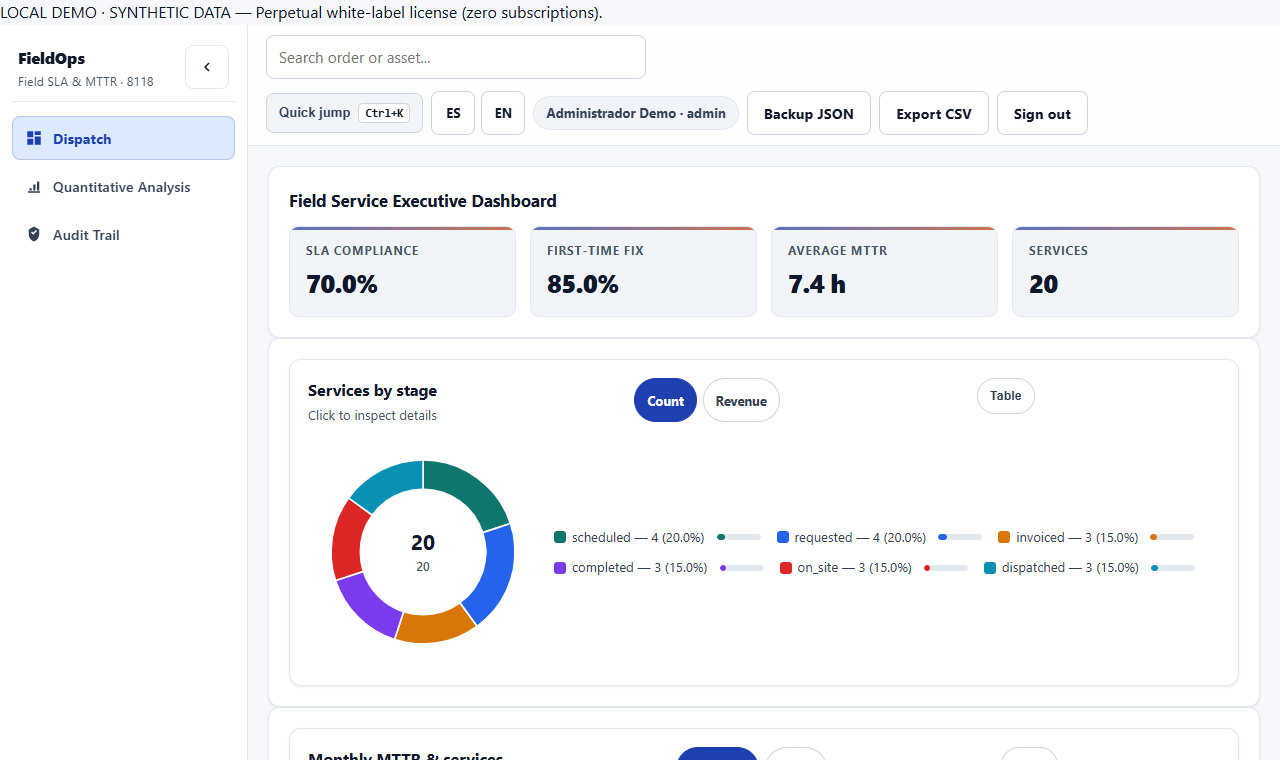 LOCAL DEMO · SYNTHETIC DATA — Perpetual white-label license (zero subscriptions).
FieldOps
Field SLA & MTTR · 8118
Dispatch
Quantitative Analysis
Audit Trail
Search order or asset...
Quick jump Ctrl+K ES EN Administrador Demo · admin Backup JSON Export CSV Sign out
Field Service Executive Dashboard
SLA COMPLIANCE
70.0%
FIRST-TIME FIX
85.0%
AVERAGE MTTR
7.4 h
SERVICES
20
Services by stage
Click to inspect details
Count Revenue Table
20
20
scheduled — 4 (20.0%) requested — 4 (20.0%) invoiced — 3 (15.0%)
completed — 3 (15.0%) on_site — 3 (15.0%) dispatched — 3 (15.0%)
Monthly MTTR & services